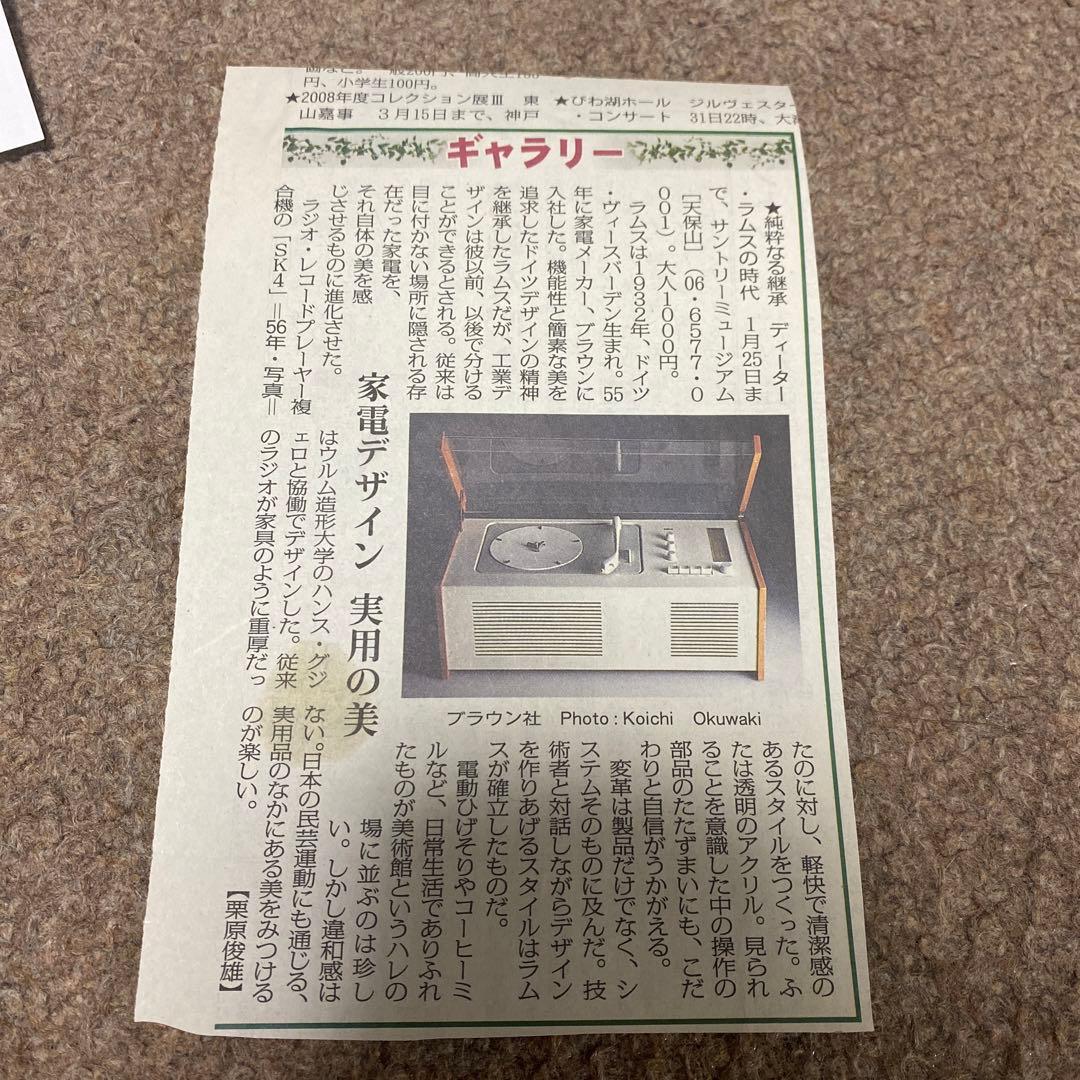 円、小学生100円。
★2008年度コレクション展Ⅲ　東
山嘉事　３月15日まで、神戸
★びわ湖ホール　ジルヴェスター
・コンサート　31日22時、大
ギャラリー
★純粋なる継承　ディーター
・ラムスの時代　１月25日ま
で、サントリーミュージアム
［天保山］（06・6577・0
001）。大人1000円。
ラムスは1932年、ドイツ
・ヴィースバーデン生まれ。55
年に家電メーカー、ブラウンに
入社した。機能性と簡素な美を
追求したドイツデザインの精神
を継承したラムスだが、工業デ
ザインは彼以前、以後で分ける
ことができるとされる。従来は
目に付かない場所に隠される存
在だった家電を、
それ自体の美を感
じさせるものに進化させた。
ラジオ・レコードプレーヤー複
合機の「SK4」＝56年・写真＝
家電デザイン　実用の美
はウルム造形大学のハンス・グジ
ェロと協働でデザインした。従来
のラジオが家具のように重厚だっ
ブラウン社　Photo : Koichi　Okuwaki
たのに対し、軽快で清潔感の
あるスタイルをつくった。ふ
たは透明のアクリル。見られ
ることを意識した中の操作の
部品のたたずまいにも、こだ
わりと自信がうかがえる。
変革は製品だけでなく、シ
ステムそのものに及んだ。技
術者と対話しながらデザイン
を作りあげるスタイルはラム
スが確立したものだ。
電動ひげそりやコーヒーミ
ルなど、日常生活でありふれ
たものが美術館というハレの
場に並ぶのは珍し
い。しかし違和感は
ない。日本の民芸運動にも通じる、
実用品のなかにある美をみつける
のが楽しい。
【栗原俊雄】